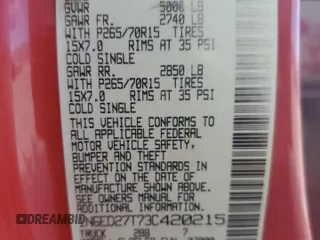 GVWR 5000 LB
GAWR FR. 2740 LB
WITH P265/70R15 TIRES
15X7.0 RIMS AT 35 PSI
COLD SINGLE
GAWR RR. 2850 LB
WITH P265/70R15 TIRES
15X7.0 RIMS AT 35 PSI
COLD SINGLE
THIS VEHICLE CONFORMS TO
ALL APPLICABLE FEDERAL
MOTOR VEHICLE SAFETY,
BUMPER AND THEFT
PREVENTION STANDARDS IN
EFFECT ON THE DATE OF
MANUFACTURE SHOWN ABOVE.
SEE OWNERS MANUAL FOR
ADDITIONAL INFORMATION
1N6ED27T73C420215
TRUCK 288 7
DREAMBID